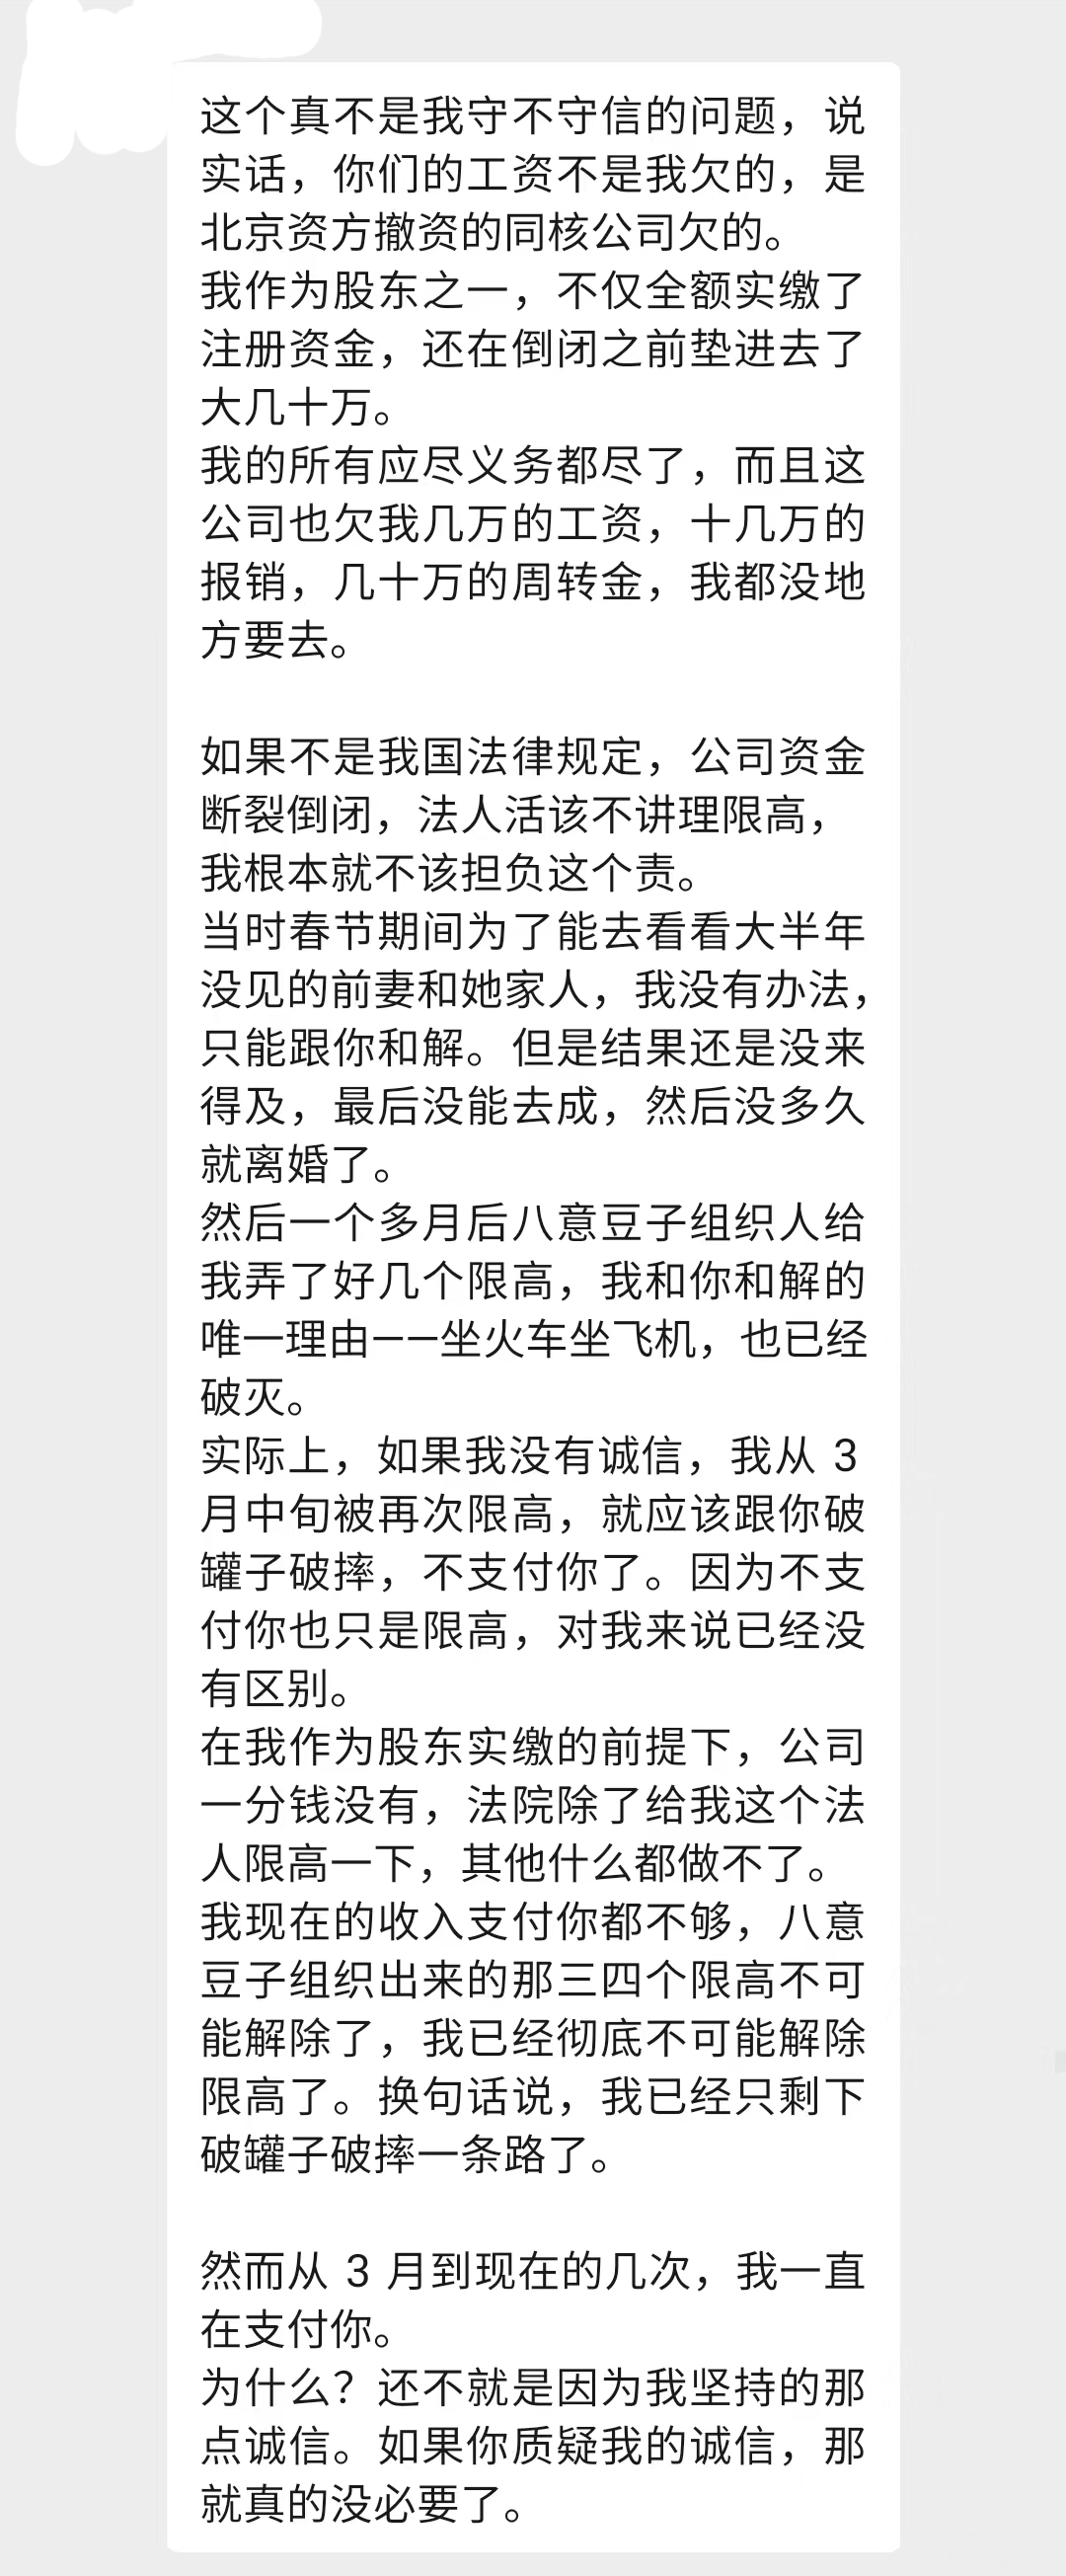 这个真不是我守不守信的问题，说
实话，你们的工资不是我欠的，是
北京资方撤资的同核公司欠的。
我作为股东之一，不仅全额实缴了
注册资金，还在倒闭之前垫进去了
大几十万。
我的所有应尽义务都尽了，而且这
公司也欠我几万的工资，十几万的
报销，几十万的周转金，我都没地
方要去。
如果不是我国法律规定，公司资金
断裂倒闭，法人活该不讲理限高，
我根本就不该担负这个责。
当时春节期间为了能去看看大半年
没见的前妻和她家人，我没有办法，
只能跟你和解。但是结果还是没来
得及，最后没能去成，然后没多久
就离婚了。
然后一个多月后八意豆子组织人给
我弄了好几个限高，我和你和解的
唯一理由——坐火车坐飞机，也已经
破灭。
实际上，如果我没有诚信，我从 3
月中旬被再次限高，就应该跟你破
罐子破摔，不支付你了。因为不支
付你也只是限高，对我来说已经没
有区别。
在我作为股东实缴的前提下，公司
一分钱没有，法院除了给我这个法
人限高一下，其他什么都做不了。
我现在的收入支付你都不够，八意
豆子组织出来的那三四个限高不可
能解除了，我已经彻底不可能解除
限高了。换句话说，我已经只剩下
破罐子破摔一条路了。
然而从 3 月到现在的几次，我一直
在支付你。
为什么？还不就是因为我坚持的那
点诚信。如果你质疑我的诚信，那
就真的没必要了。